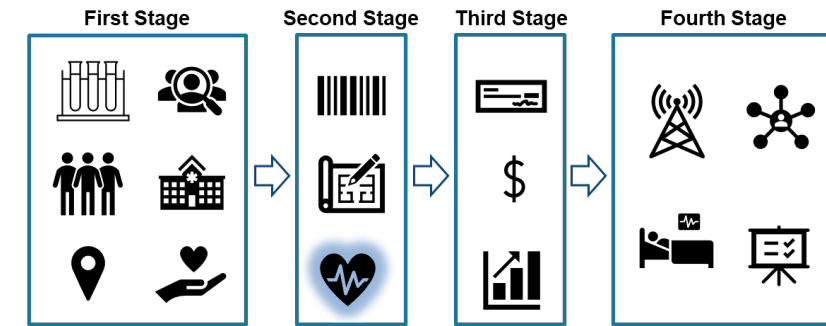 First Stage
Second Stage
Third Stage
Fourth Stage
$